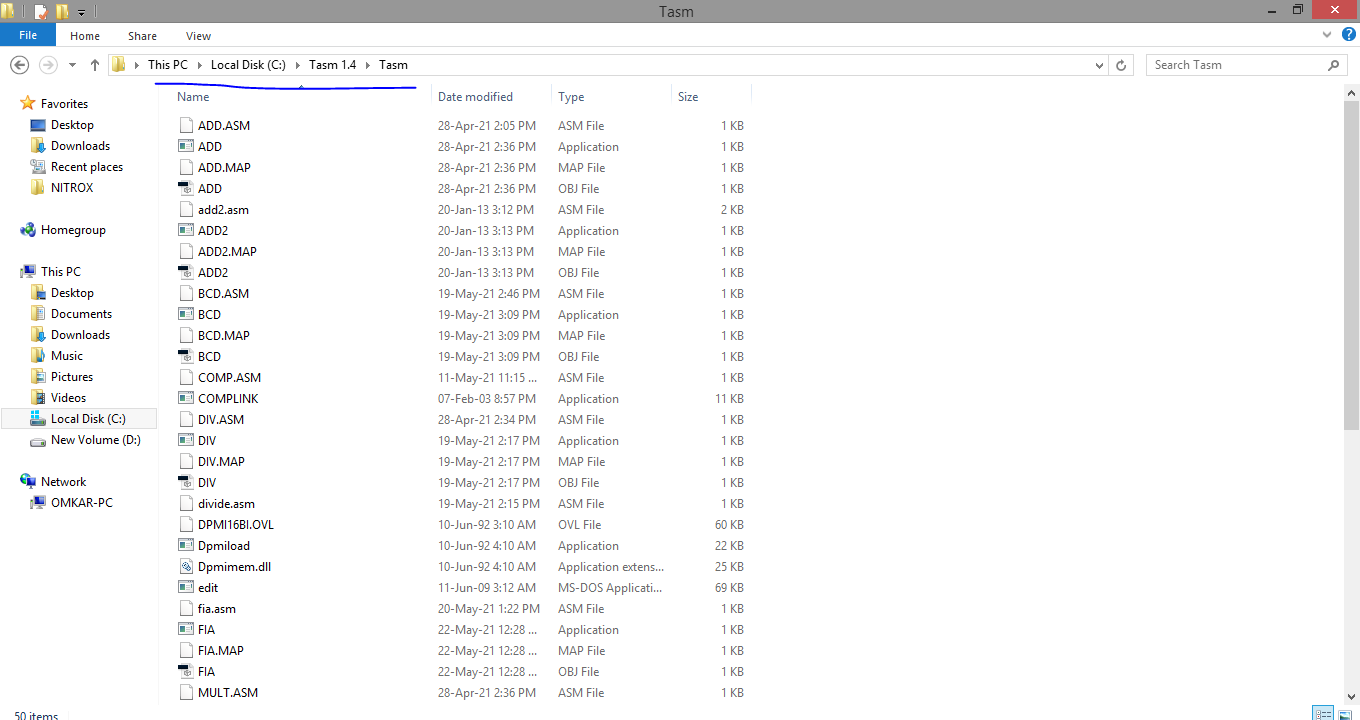 Tasm
File Home Share View
This PC Local Disk (C:) Tasm 1.4 Tasm Search Tasm
Name Date modified Type Size
Favorites
Desktop
Downloads
Recent places
NITROX
Homegroup
This PC
Desktop
Documents
Downloads
Music
Pictures
Videos
Local Disk (C:)
New Volume (D:)
Network
OMKAR-PC
ADD.ASM 28-Apr-21 2:05 PM ASM File 1 KB
ADD 28-Apr-21 2:36 PM Application 1 KB
ADD.MAP 28-Apr-21 2:36 PM MAP File 1 KB
ADD 28-Apr-21 2:36 PM OBJ File 1 KB
add2.asm 20-Jan-13 3:12 PM ASM File 2 KB
ADD2 20-Jan-13 3:13 PM Application 1 KB
ADD2.MAP 20-Jan-13 3:13 PM MAP File 1 KB
ADD2 20-Jan-13 3:13 PM OBJ File 1 KB
BCD.ASM 19-May-21 2:46 PM ASM File 1 KB
BCD 19-May-21 3:09 PM Application 1 KB
BCD.MAP 19-May-21 3:09 PM MAP File 1 KB
BCD 19-May-21 3:09 PM OBJ File 1 KB
COMP.ASM 11-May-21 11:15 ... ASM File 1 KB
COMPLINK 07-Feb-03 8:57 PM Application 11 KB
DIV.ASM 28-Apr-21 2:34 PM ASM File 1 KB
DIV 19-May-21 2:17 PM Application 1 KB
DIV.MAP 19-May-21 2:17 PM MAP File 1 KB
DIV 19-May-21 2:17 PM OBJ File 1 KB
divide.asm 19-May-21 2:15 PM ASM File 1 KB
DPMI16BI.OVL 10-Jun-92 3:10 AM OVL File 60 KB
Dpmiload 10-Jun-92 4:10 AM Application 22 KB
Dpmimem.dll 10-Jun-92 4:10 AM Application extens... 25 KB
edit 11-Jun-09 3:12 AM MS-DOS Applicati... 69 KB
fia.asm 20-May-21 1:22 PM ASM File 1 KB
FIA 22-May-21 12:28 ... Application 1 KB
FIA.MAP 22-May-21 12:28 ... MAP File 1 KB
FIA 22-May-21 12:28 ... OBJ File 1 KB
MULT.ASM 28-Apr-21 2:36 PM ASM File 1 KB
50 items